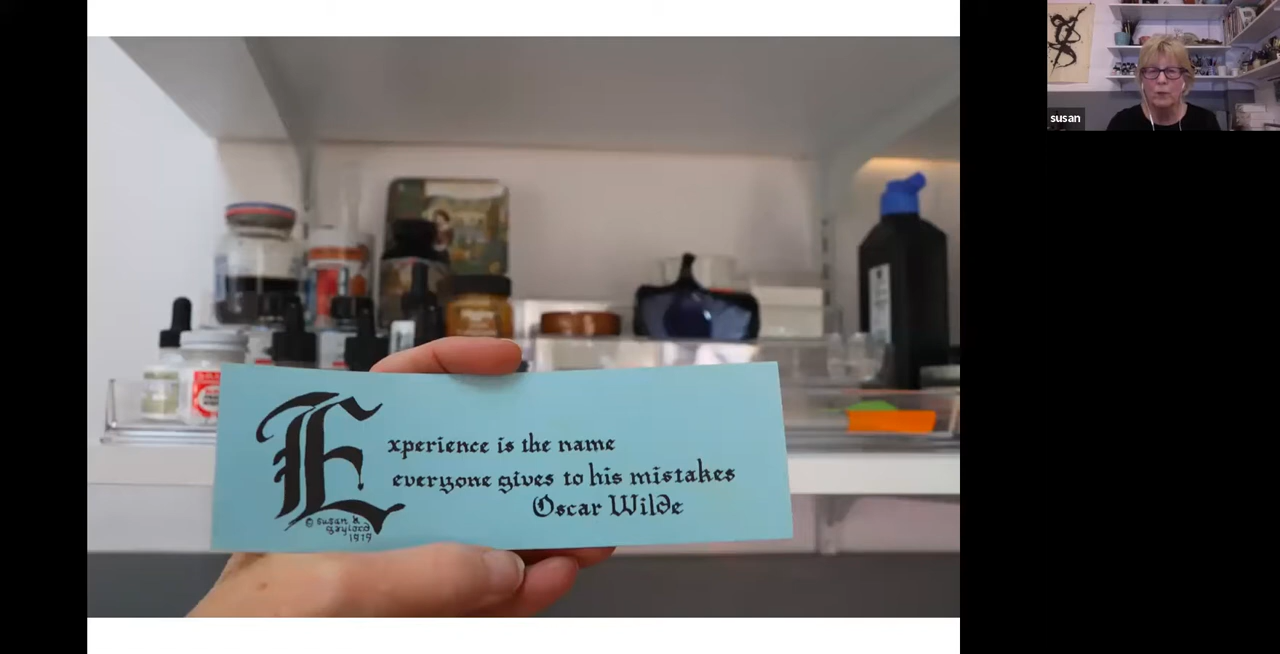 Experience is the name
everyone gives to his mistakes
Oscar Wilde
© susan k
gaylord
1979
susan